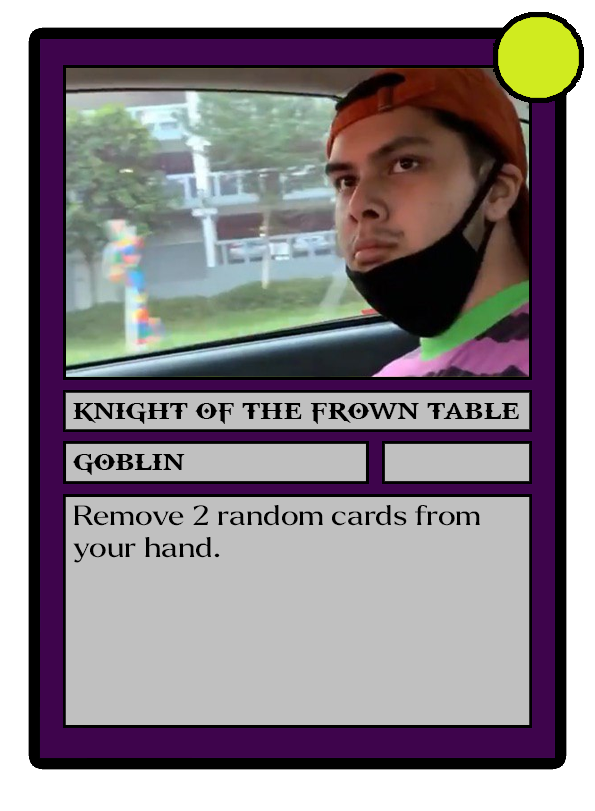 KNIGHT OF THE FROWN TABLE
GOBLIN
Remove 2 random cards from
your hand.